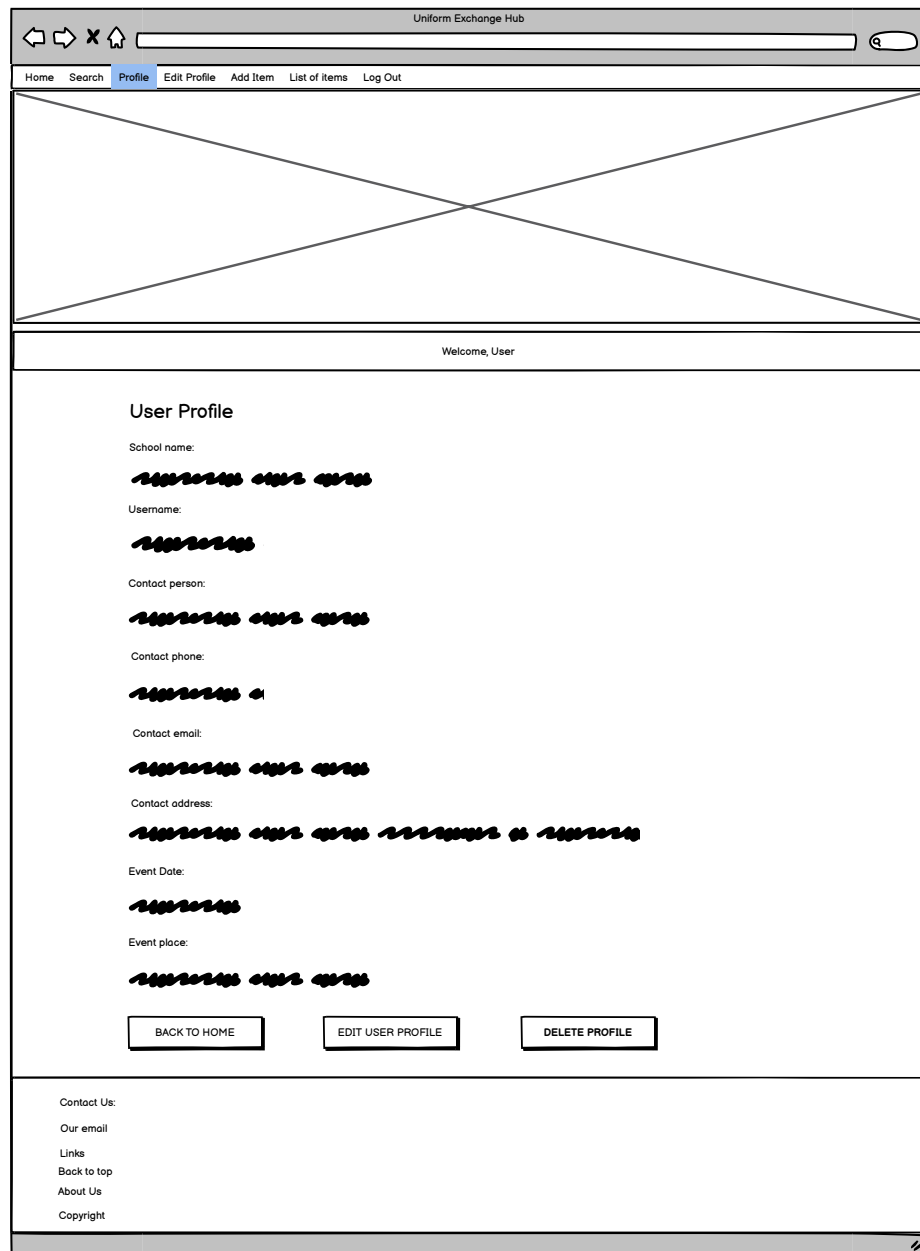 Uniform Exchange Hub
Home Search Profile Edit Profile Add Item List of items Log Out
Welcome, User
User Profile
School name:
Username:
Contact person:
Contact phone:
Contact email:
Contact address:
Event Date:
Event place:
BACK TO HOME EDIT USER PROFILE DELETE PROFILE
Contact Us:
Our email
Links
Back to top
About Us
Copyright